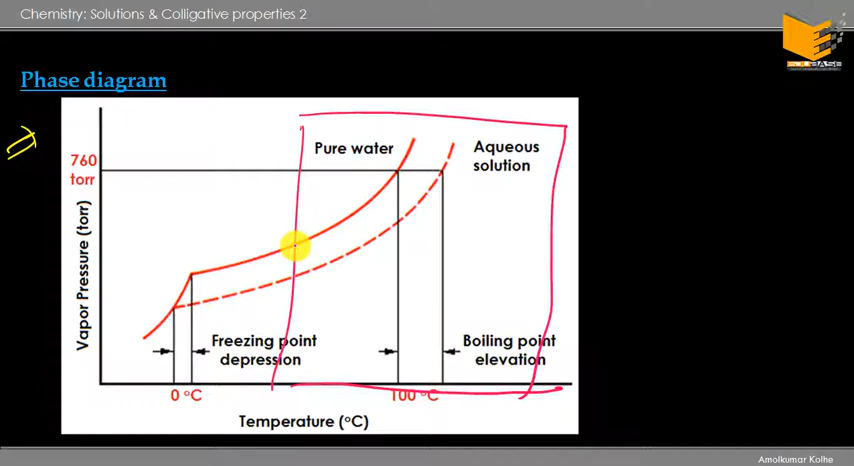 Chemistry: Solutions & Colligative properties 2
Phase diagram
Pure water
Aqueous
solution
760
torr
Vapor Pressure (torr)
Freezing point
depression
Boiling point
elevation
0 °C
100 °C
Temperature (°C)
Amolkumar Kolhe